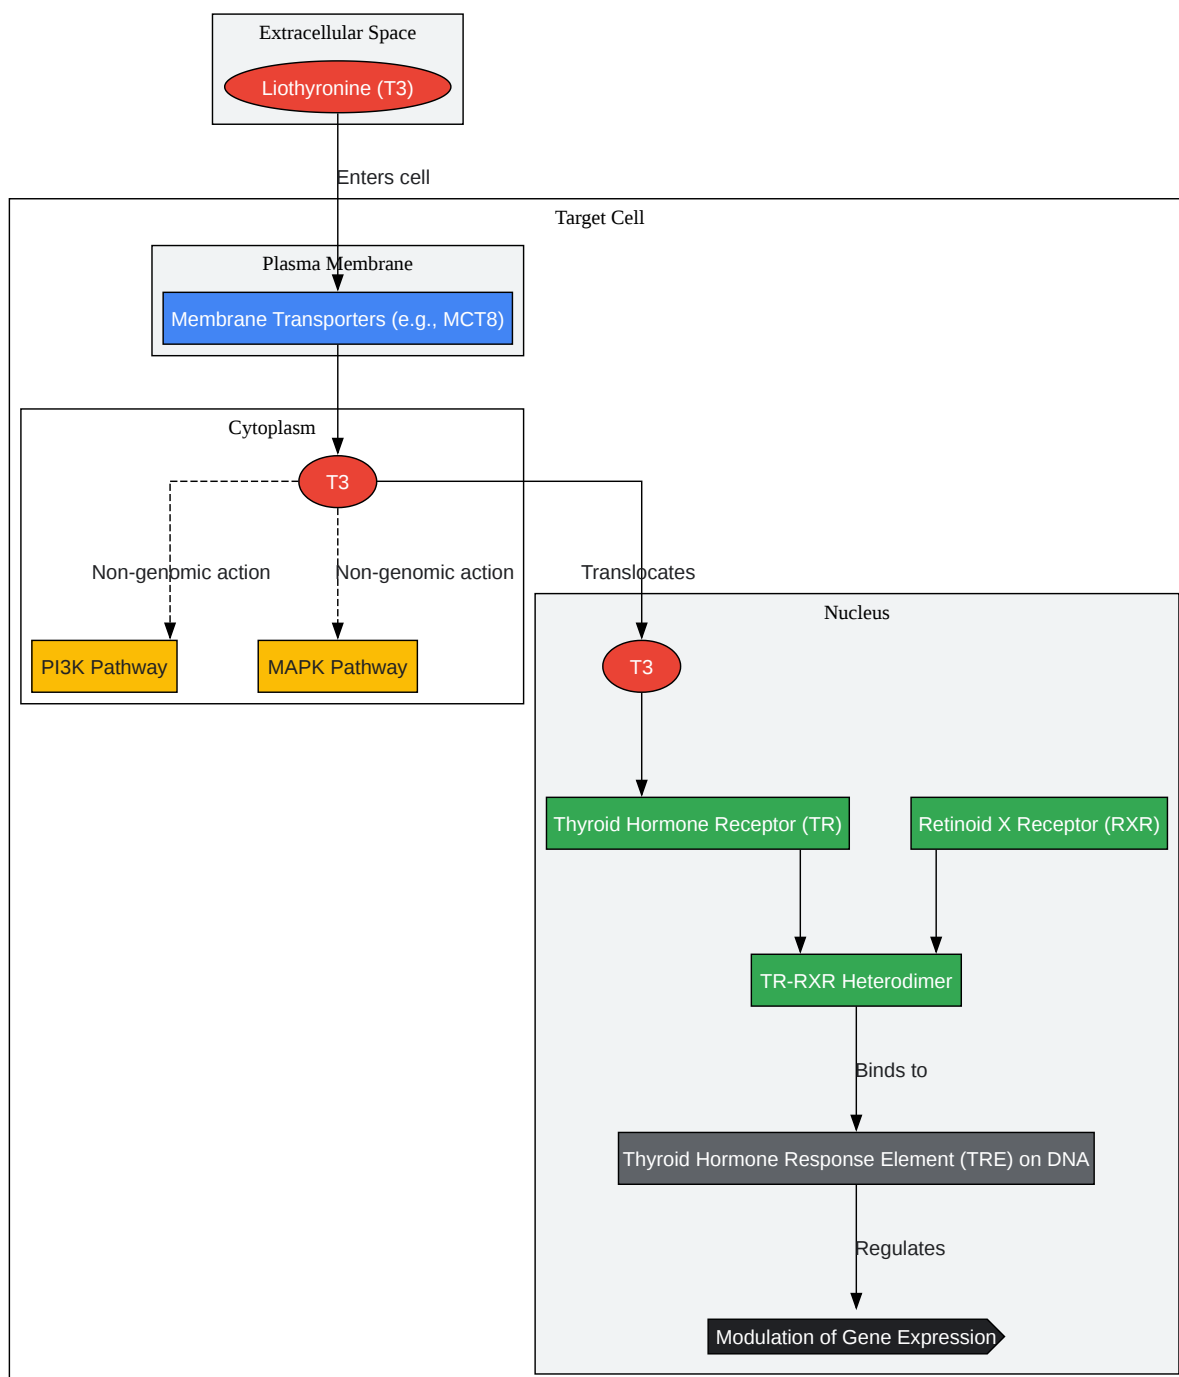 Extracellular Space
Liothyronine (T3)
Enters cell
Target Cell
Plasma Membrane
Membrane Transporters (e.g., MCT8)
Cytoplasm
T3
Non-genomic action
Non-genomic action
Translocates
PI3K Pathway
MAPK Pathway
Nucleus
T3
Thyroid Hormone Receptor (TR)
Retinoid X Receptor (RXR)
TR-RXR Heterodimer
Binds to
Thyroid Hormone Response Element (TRE) on DNA
Regulates
Modulation of Gene Expression